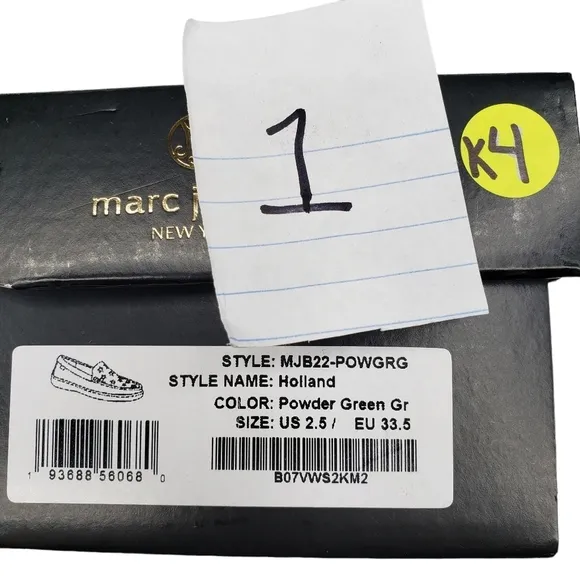 1
K4
marc j
NEW Y
STYLE: MJB22-POWGRG
STYLE NAME: Holland
COLOR: Powder Green Gr
SIZE: US 2.5 / EU 33.5
1 93688 56068 0
B07VWS2KM2